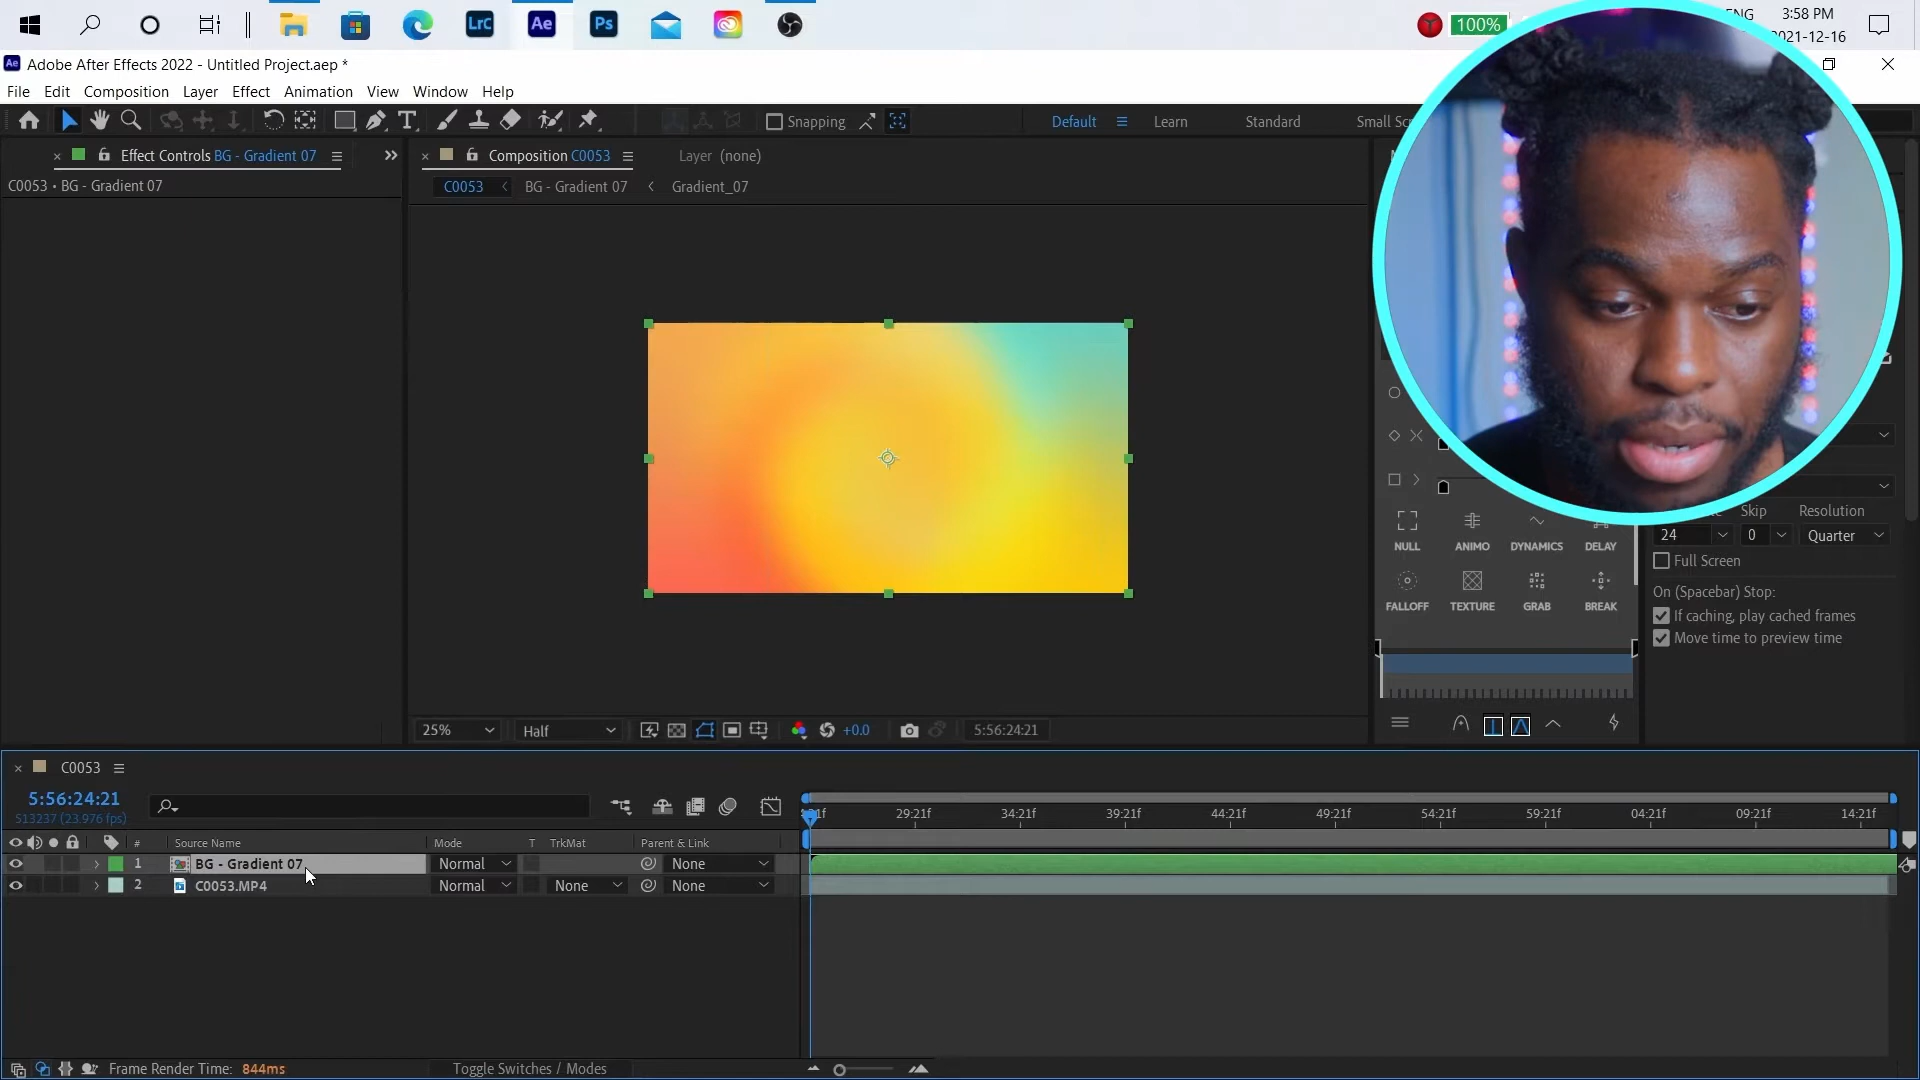 LrC
Ae
Ps
100%
ENG
3:58 PM
2021-12-16
Ae
Adobe After Effects 2022 - Untitled Project.aep *
File Edit Composition Layer Effect Animation View Window Help
Snapping
Default
Learn
Standard
Effect Controls BG - Gradient 07
Composition C0053
Layer (none)
C0053 • BG - Gradient 07
C0053
BG - Gradient 07
Gradient_07
Skip
Resolution
24
0
Quarter
NULL
ANIMO
DYNAMICS
DELAY
Full Screen
FALLOFF
TEXTURE
GRAB
BREAK
On (Spacebar) Stop:
If caching, play cached frames
Move time to preview time
25%
Half
+0.0
5:56:24:21
C0053
5:56:24:21
513237 (23.976 fps)
29:21f
34:21f
39:21f
44:21f
49:21f
54:21f
59:21f
04:21f
09:21f
14:21f
#
Source Name
Mode
T
TrkMat
Parent & Link
1
BG - Gradient 07
Normal
None
2
C0053.MP4
Normal
None
None
Frame Render Time: 844ms
Toggle Switches / Modes